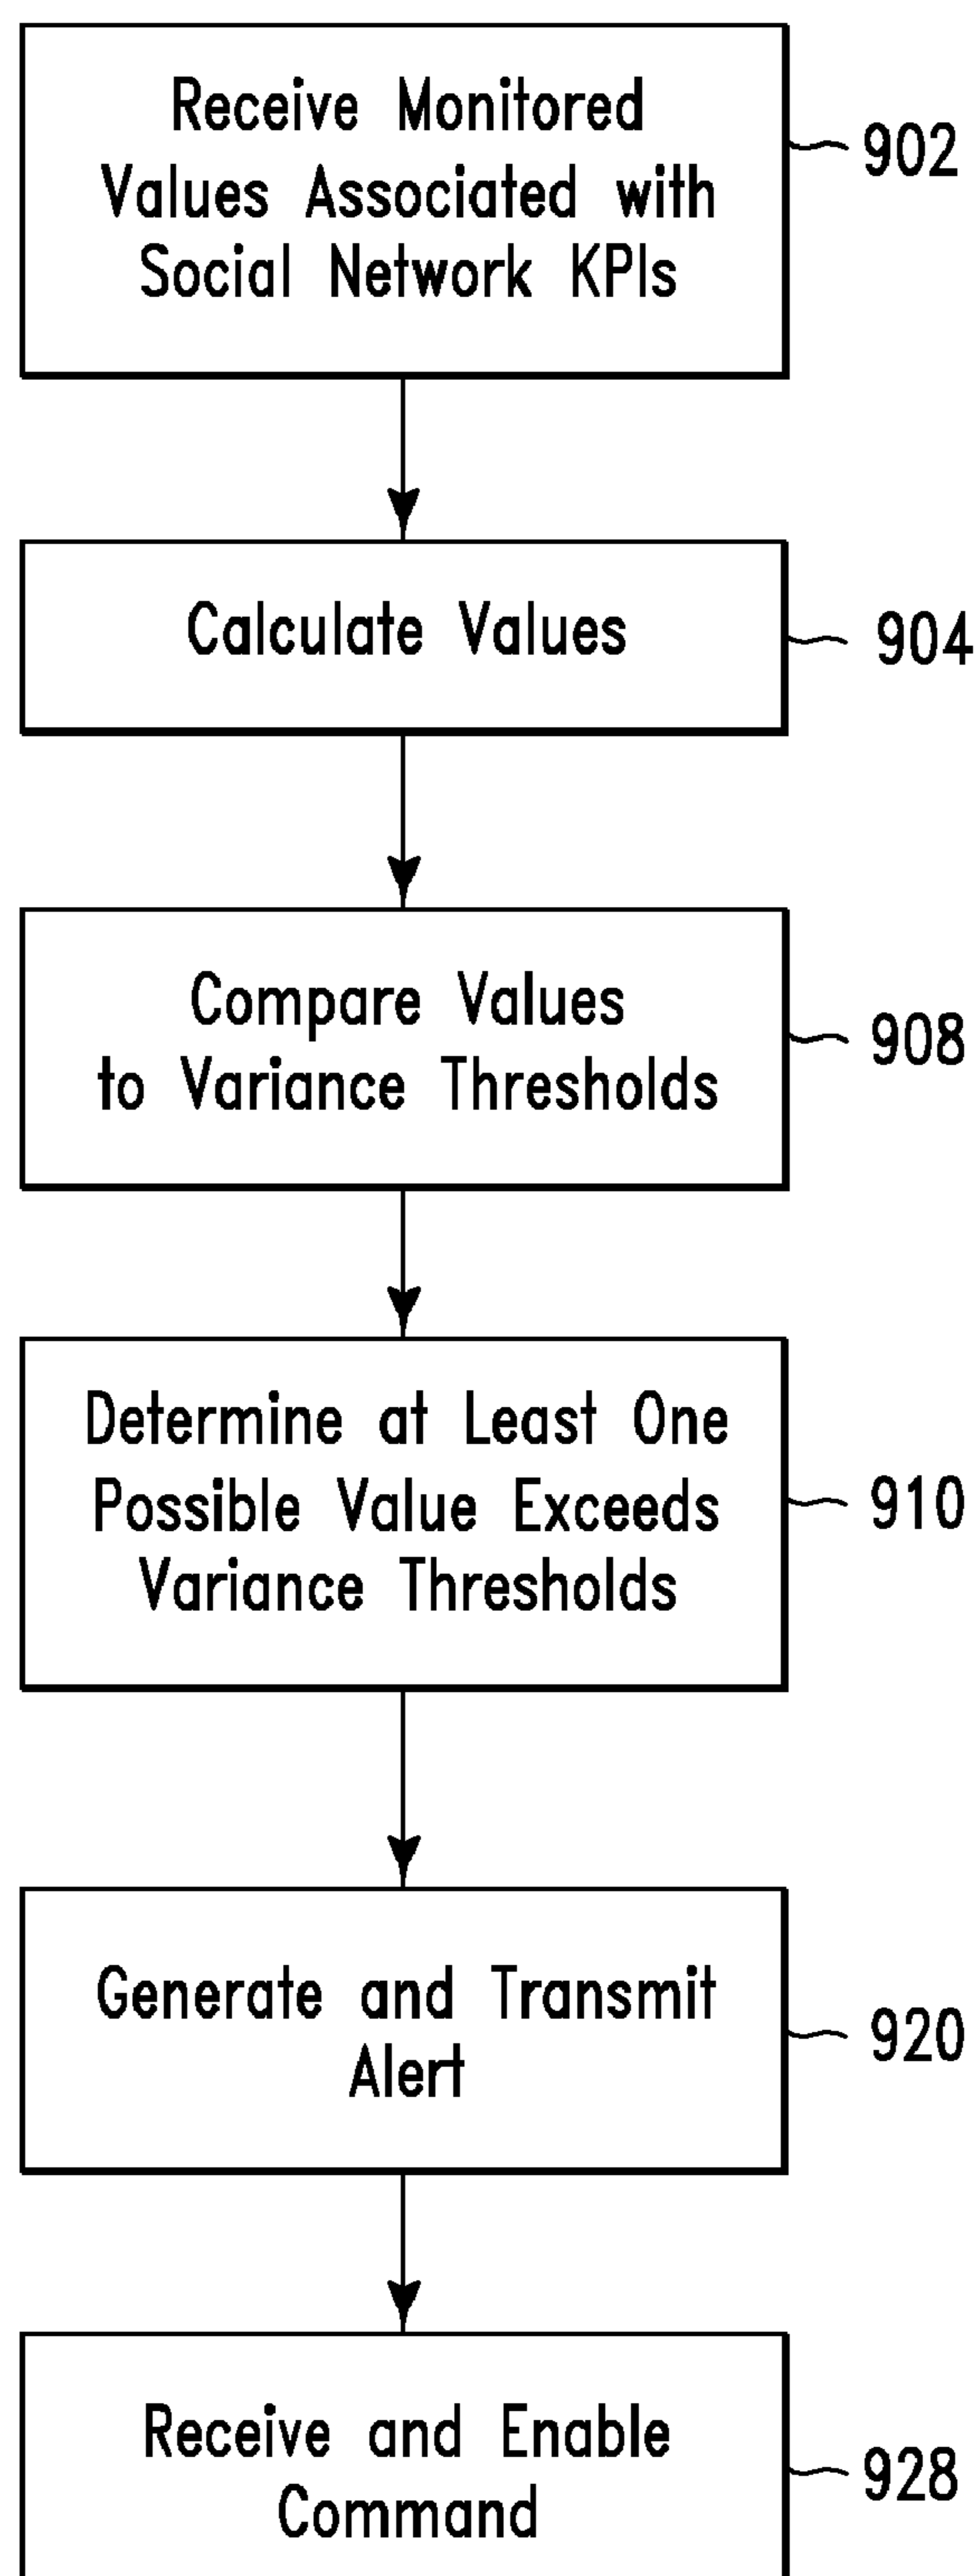 Receive Monitored
Values Associated with
Social Network KPIs
902
Calculate Values
904
Compare Values
to Variance Thresholds
908
Determine at Least One
Possible Value Exceeds
Variance Thresholds
910
Generate and Transmit
Alert
920
Receive and Enable
Command
928